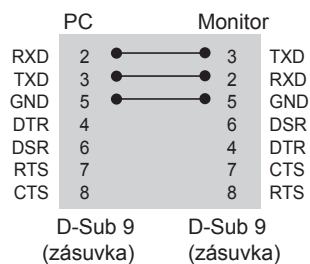 PC Monitor
RXD 2 3 TXD
TXD 3 2 RXD
GND 5 5 GND
DTR 4 6 DSR
DSR 6 4 DTR
RTS 7 7 CTS
CTS 8 8 RTS
D-Sub 9 D-Sub 9
(zásuvka) (zásuvka)